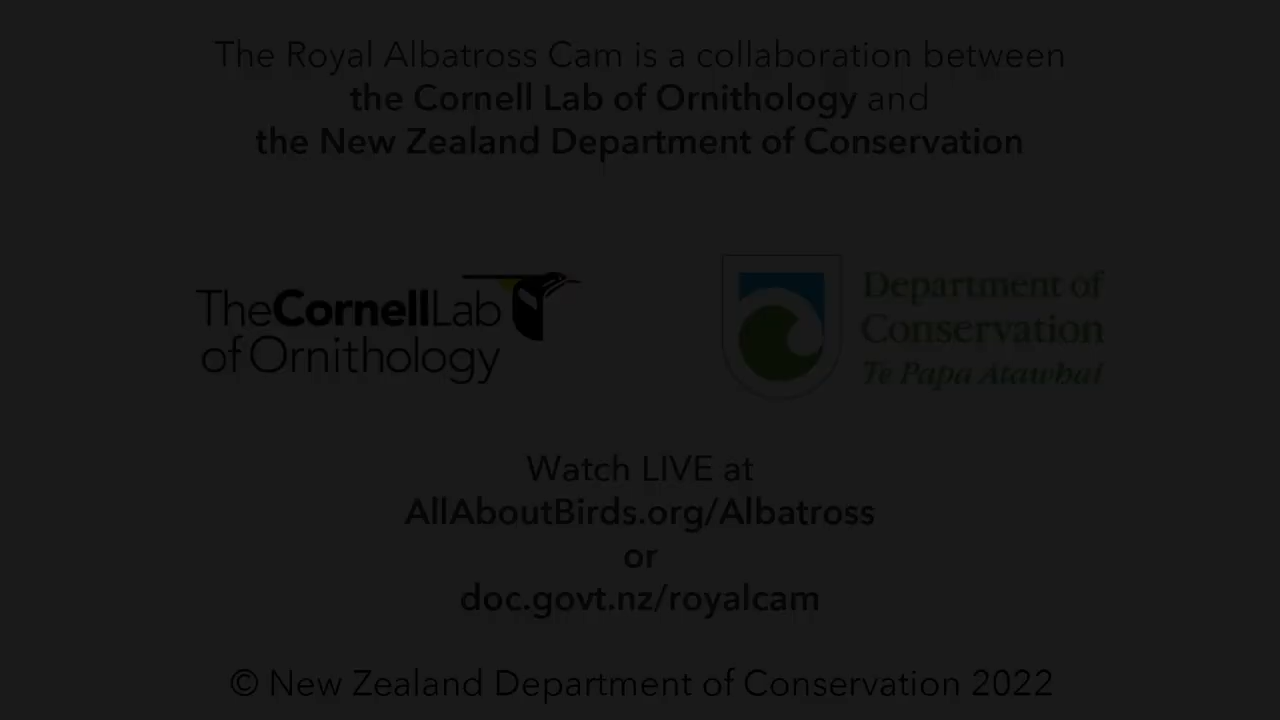 The Royal Albatross Cam is a collaboration between
the Cornell Lab of Ornithology and
the New Zealand Department of Conservation
TheCornellLab
of Ornithology
Department of
Conservation
Te Papa Atawhai
Watch LIVE at
AllAboutBirds.org/Albatross
or
doc.govt.nz/royalcam
© New Zealand Department of Conservation 2022